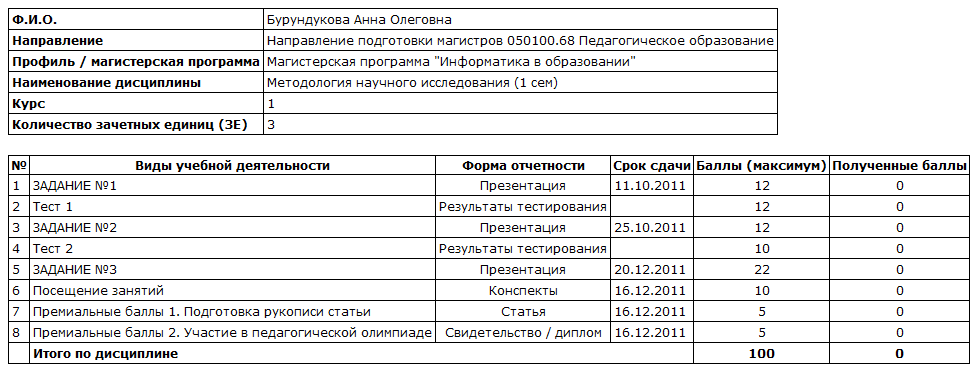 Ф.И.О. Бурундукова Анна Олеговна
Направление Направление подготовки магистров 050100.68 Педагогическое образование
Профиль / магистерская программа Магистерская программа "Информатика в образовании"
Наименование дисциплины Методология научного исследования (1 сем)
Курс 1
Количество зачетных единиц (ЗЕ) 3
№ Виды учебной деятельности Форма отчетности Срок сдачи Баллы (максимум) Полученные баллы
1 ЗАДАНИЕ №1 Презентация 11.10.2011 12 0
2 Тест 1 Результаты тестирования 12 0
3 ЗАДАНИЕ №2 Презентация 25.10.2011 12 0
4 Тест 2 Результаты тестирования 10 0
5 ЗАДАНИЕ №3 Презентация 20.12.2011 22 0
6 Посещение занятий Конспекты 16.12.2011 10 0
7 Премиальные баллы 1. Подготовка рукописи статьи Статья 16.12.2011 5 0
8 Премиальные баллы 2. Участие в педагогической олимпиаде Свидетельство / диплом 16.12.2011 5 0
Итого по дисциплине 100 0